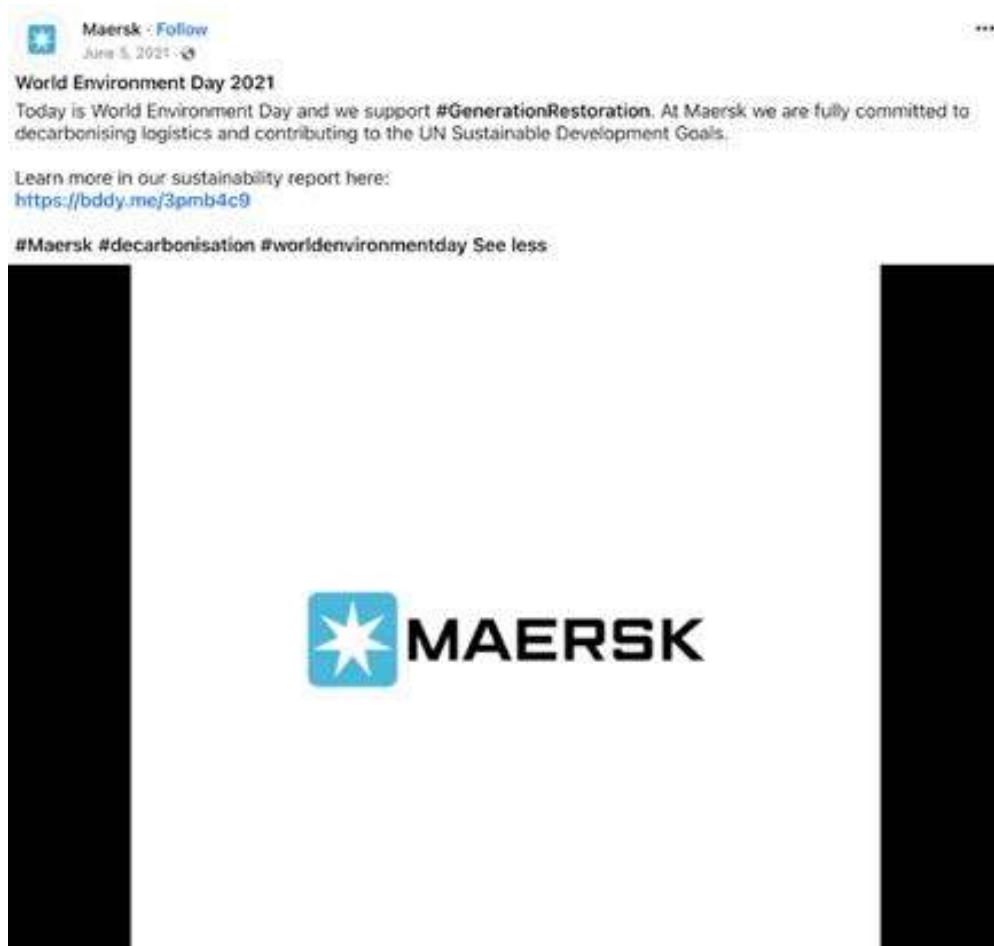 Maersk · Follow
June 5, 2021 ·
World Environment Day 2021
Today is World Environment Day and we support #GenerationRestoration. At Maersk we are fully committed to
decarbonising logistics and contributing to the UN Sustainable Development Goals.
Learn more in our sustainability report here:
https://bddy.me/3pmb4c9
#Maersk #decarbonisation #worldenvironmentday See less
MAERSK